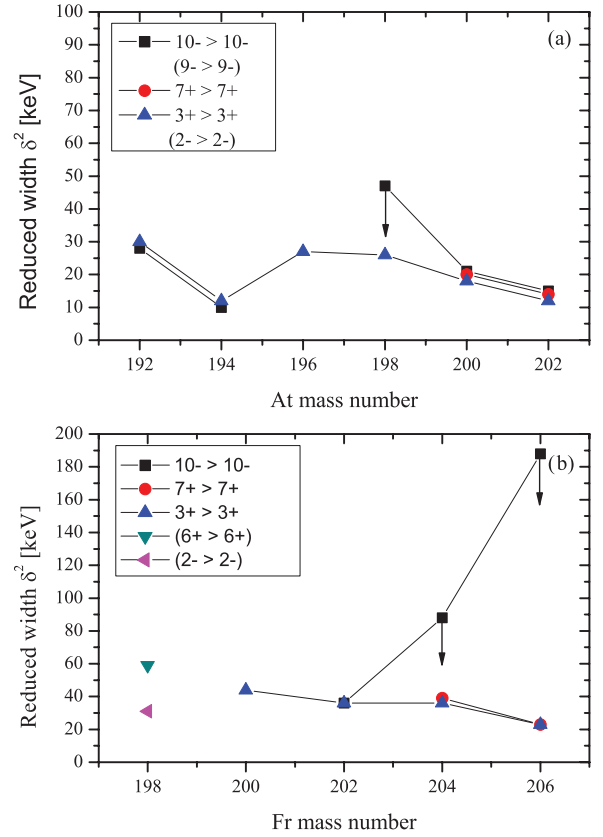 100
90
80
70
60
50
40
30
20
10
0
Reduced width δ² [keV]
10- > 10-
(9- > 9-)
7+ > 7+
3+ > 3+
(2- > 2-)
(a)
192 194 196 198 200 202
At mass number
200
180
160
140
120
100
80
60
40
20
0
Reduced width δ² [keV]
10- > 10-
7+ > 7+
3+ > 3+
(6+ > 6+)
(2- > 2-)
(b)
198 200 202 204 206
Fr mass number